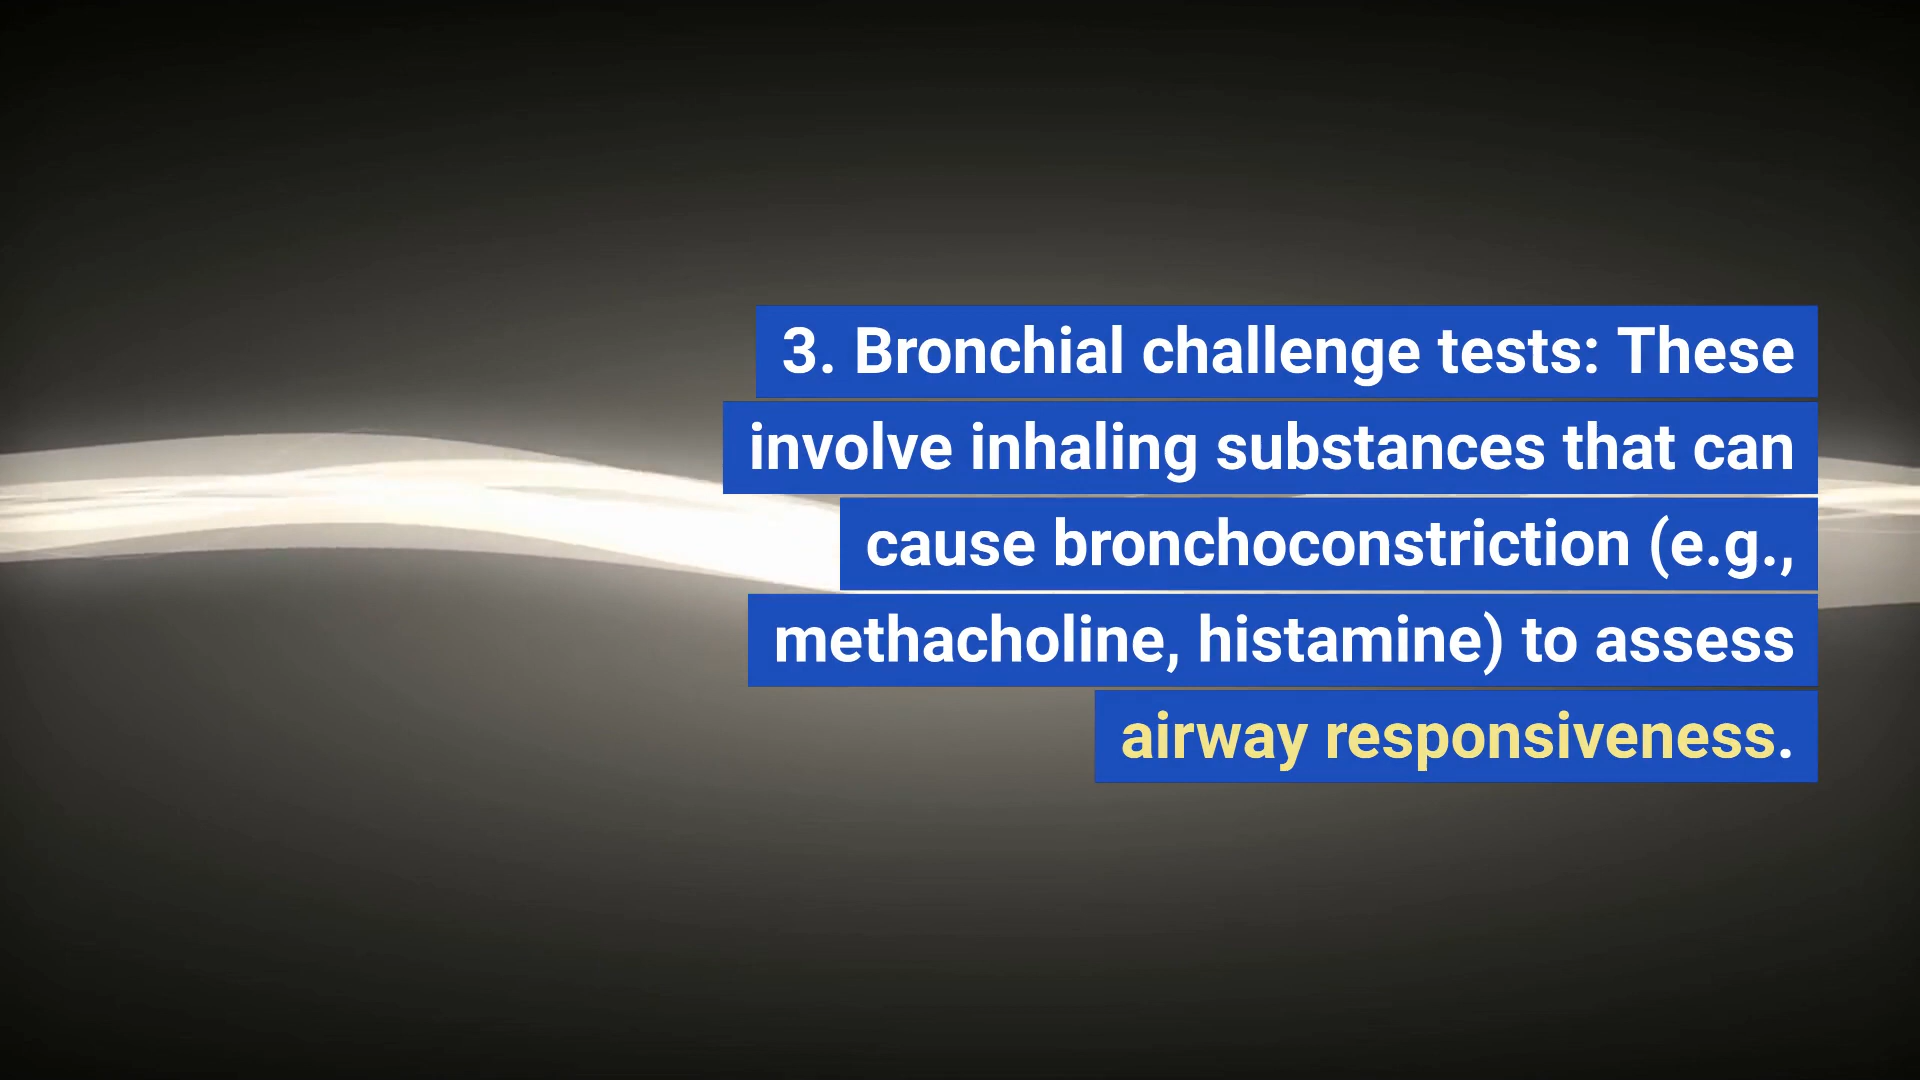 3. Bronchial challenge tests: These
involve inhaling substances that can
cause bronchoconstriction (e.g.,
methacholine, histamine) to assess
airway responsiveness.